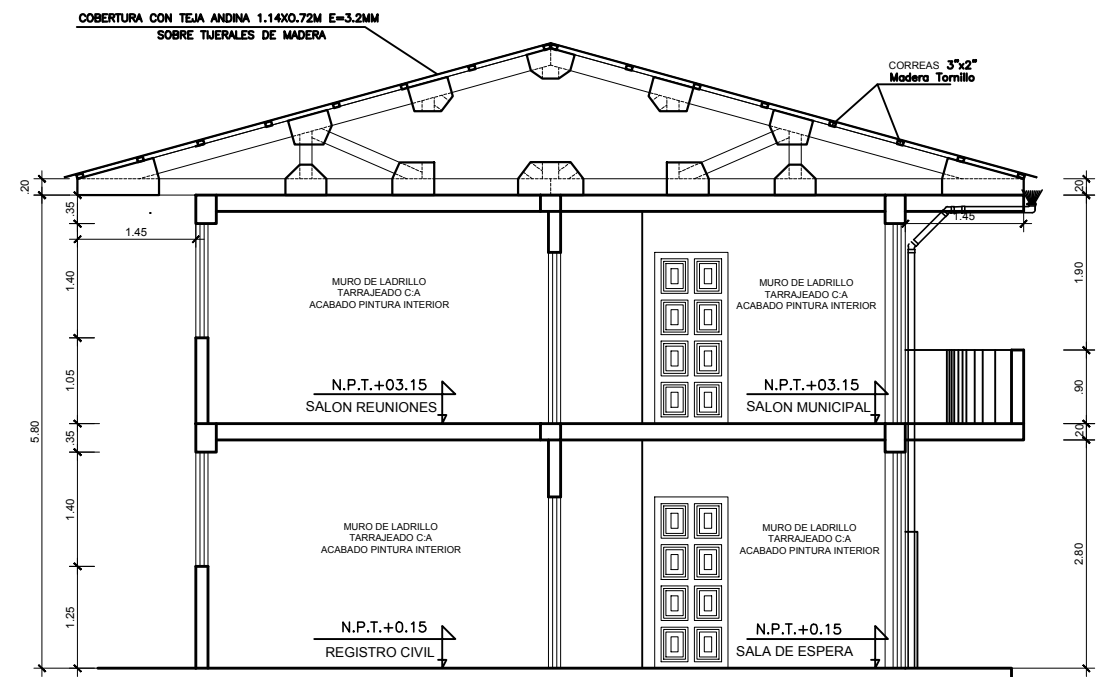 COBERTURA CON TEJA ANDINA 1.14X0.72M E=3.2MM
SOBRE TIJERALES DE MADERA
CORREAS 3"x2"
Madera Tornillo
.20
.35
1.45
1.40
1.05
5.80
.35
1.40
1.25
MURO DE LADRILLO
TARRAJEADO C:A
ACABADO PINTURA INTERIOR
N.P.T.+03.15
SALON REUNIONES
MURO DE LADRILLO
TARRAJEADO C:A
ACABADO PINTURA INTERIOR
N.P.T.+03.15
SALON MUNICIPAL
MURO DE LADRILLO
TARRAJEADO C:A
ACABADO PINTURA INTERIOR
N.P.T.+0.15
REGISTRO CIVIL
MURO DE LADRILLO
TARRAJEADO C:A
ACABADO PINTURA INTERIOR
N.P.T.+0.15
SALA DE ESPERA
.20
1.45
1.90
.90
.20
2.80